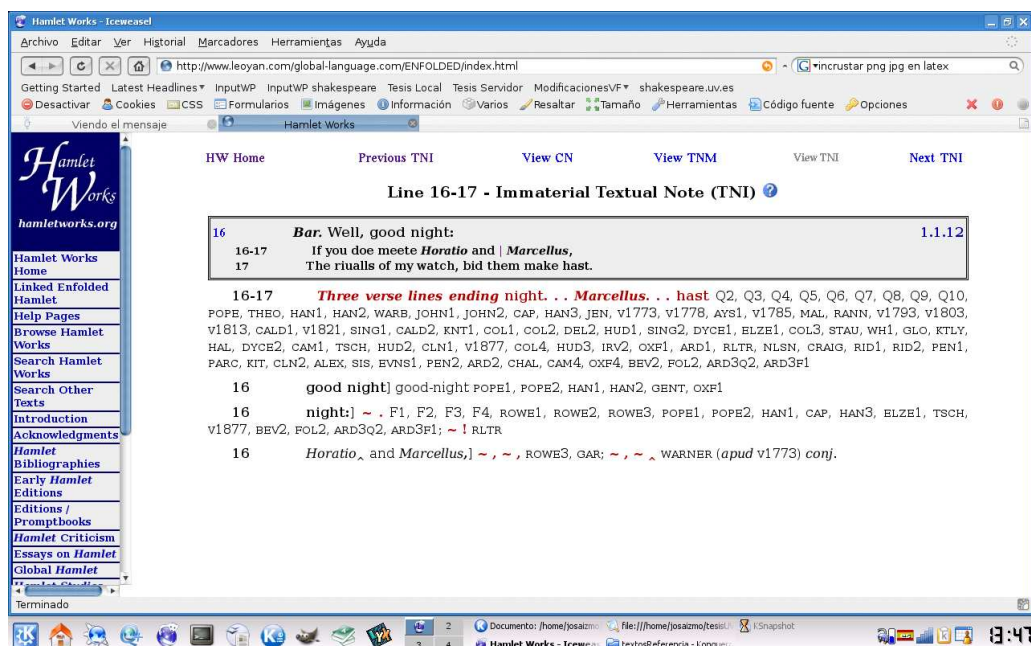 Hamlet Works - Iceweasel
Archivo Editar Ver Historial Marcadores Herramientas Ayuda
http://www.leoyan.com/global-language.com/ENFOLDED/index.html
incrustar png jpg en latex
Getting Started Latest Headlines InputWP InputWP shakespeare Tesis Local Tesis Servidor ModificacionesVF shakespeare.uv.es
Desactivar Cookies CSS Formularios Imágenes Información Varios Resaltar Tamaño Herramientas Código fuente Opciones
Viendo el mensaje Hamlet Works
Hamlet
Works
hamletworks.org
Hamlet Works
Home
Linked Enfolded
Hamlet
Help Pages
Browse Hamlet
Works
Search Hamlet
Works
Search Other
Texts
Introduction
Acknowledgments
Hamlet
Bibliographies
Early Hamlet
Editions
Editions /
Promptbooks
Hamlet Criticism
Essays on Hamlet
Global Hamlet
Hamlet Studies
HW Home Previous TNI View CN View TNM View TNI Next TNI
Line 16-17 - Immaterial Textual Note (TNI) ?
16 Bar. Well, good night: 1.1.12
16-17 If you doe meete Horatio and | Marcellus,
17 The riualls of my watch, bid them make hast.
16-17 Three verse lines ending night. . . Marcellus. . . hast Q2, Q3, Q4, Q5, Q6, Q7, Q8, Q9, Q10,
POPE, THEO, HAN1, HAN2, WARB, JOHN1, JOHN2, CAP, HAN3, JEN, V1773, V1778, AYS1, V1785, MAL, RANN, V1793, V1803,
V1813, CALD1, V1821, SING1, CALD2, KNT1, COL1, COL2, DEL2, HUD1, SING2, DYCE1, ELZE1, COL3, STAU, WH1, GLO, KTLY,
HAL, DYCE2, CAM1, TSCH, HUD2, CLN1, V1877, COL4, HUD3, IRV2, OXF1, ARD1, RLTR, NLSN, CRAIG, RID1, RID2, PEN1,
PARC, KIT, CLN2, ALEX, SIS, EVNS1, PEN2, ARD2, CHAL, CAM4, OXF4, BEV2, FOL2, ARD3Q2, ARD3F1
16 good night] good-night POPE1, POPE2, HAN1, HAN2, GENT, OXF1
16 night:] ~ . F1, F2, F3, F4, ROWE1, ROWE2, ROWE3, POPE1, POPE2, HAN1, CAP, HAN3, ELZE1, TSCH,
V1877, BEV2, FOL2, ARD3Q2, ARD3F1; ~ ! RLTR
16 Horatio‸ and Marcellus,] ~ , ~ , ROWE3, GAR; ~ , ~ ‸ WARNER (apud V1773) conj.
Terminado
2
3 4
Documento: /home/josaizmo
file:///home/josaizmo/tesis
KSnapshot
Hamlet Works - Icewea
textosReferencia - Konque
13:47